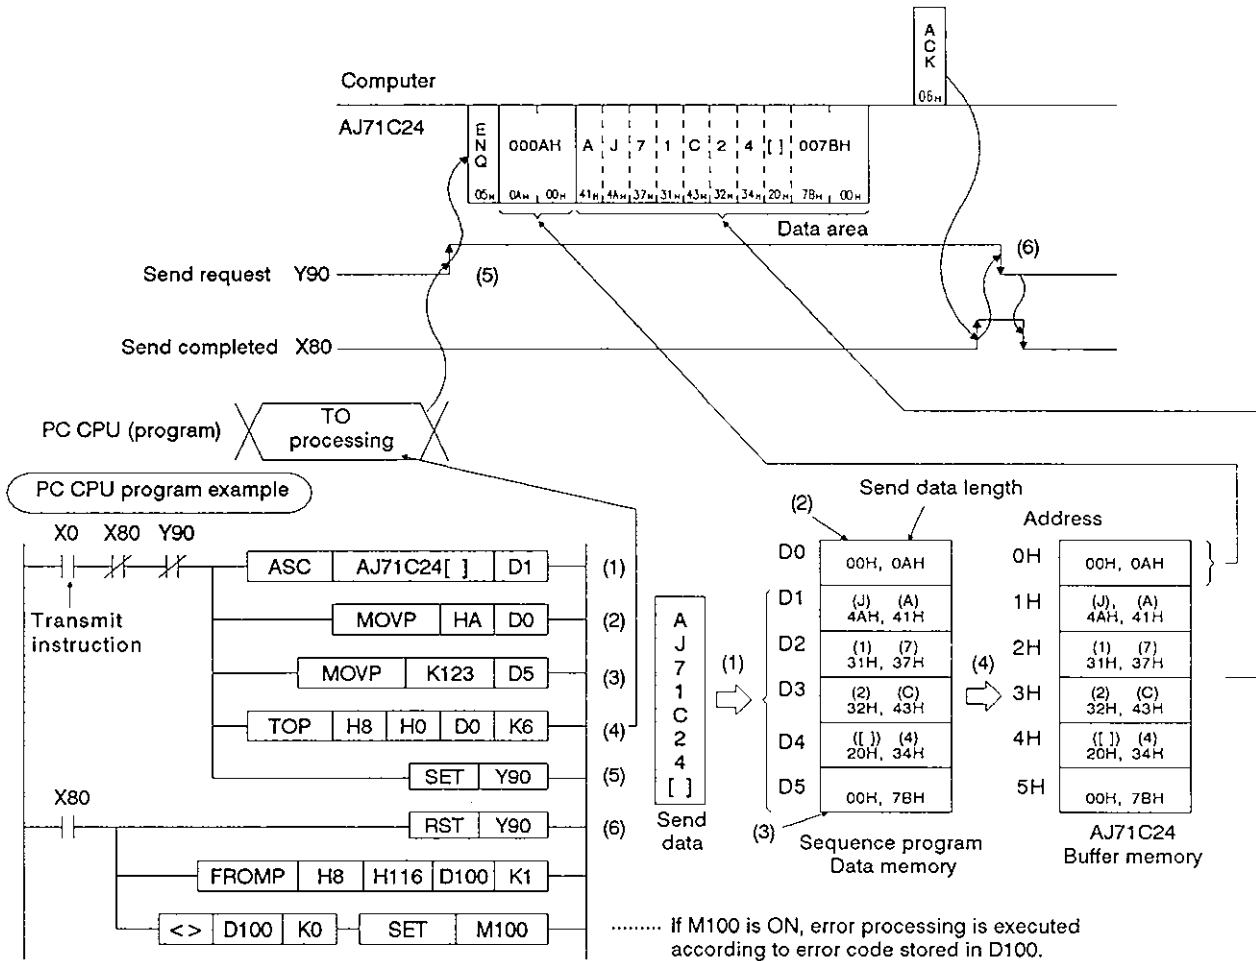 ACK
06H
Computer
AJ71C24
ENQ 000AH A J 7 1 C 2 4 [ ] 007BH
05H 0AH 00H 41H 4AH 37H 31H 43H 32H 34H 20H 7BH 00H
Data area
Send request Y90 (5) (6)
Send completed X80
PC CPU (program) TO processing
PC CPU program example
X0 X80 Y90
ASC AJ71C24[ ] D1 (1)
Transmit instruction
MOVP HA D0 (2)
MOVP K123 D5 (3)
TOP H8 H0 D0 K6 (4)
SET Y90 (5)
X80
RST Y90 (6)
FROMP H8 H116 D100 K1
<> D100 K0 SET M100
AJ71C24[ ]
Send data
(1)
(2) Send data length
D0 00H, 0AH
D1 (J) (A) 4AH, 41H
D2 (1) (7) 31H, 37H
D3 (2) (C) 32H, 43H
D4 ([ ]) (4) 20H, 34H
D5 00H, 7BH
(3) Sequence program
Data memory
(4)
Address
0H 00H, 0AH
1H (J), (A) 4AH, 41H
2H (1) (7) 31H, 37H
3H (2) (C) 32H, 43H
4H ([ ]) (4) 20H, 34H
5H 00H, 7BH
AJ71C24
Buffer memory
......... If M100 is ON, error processing is executed
according to error code stored in D100.